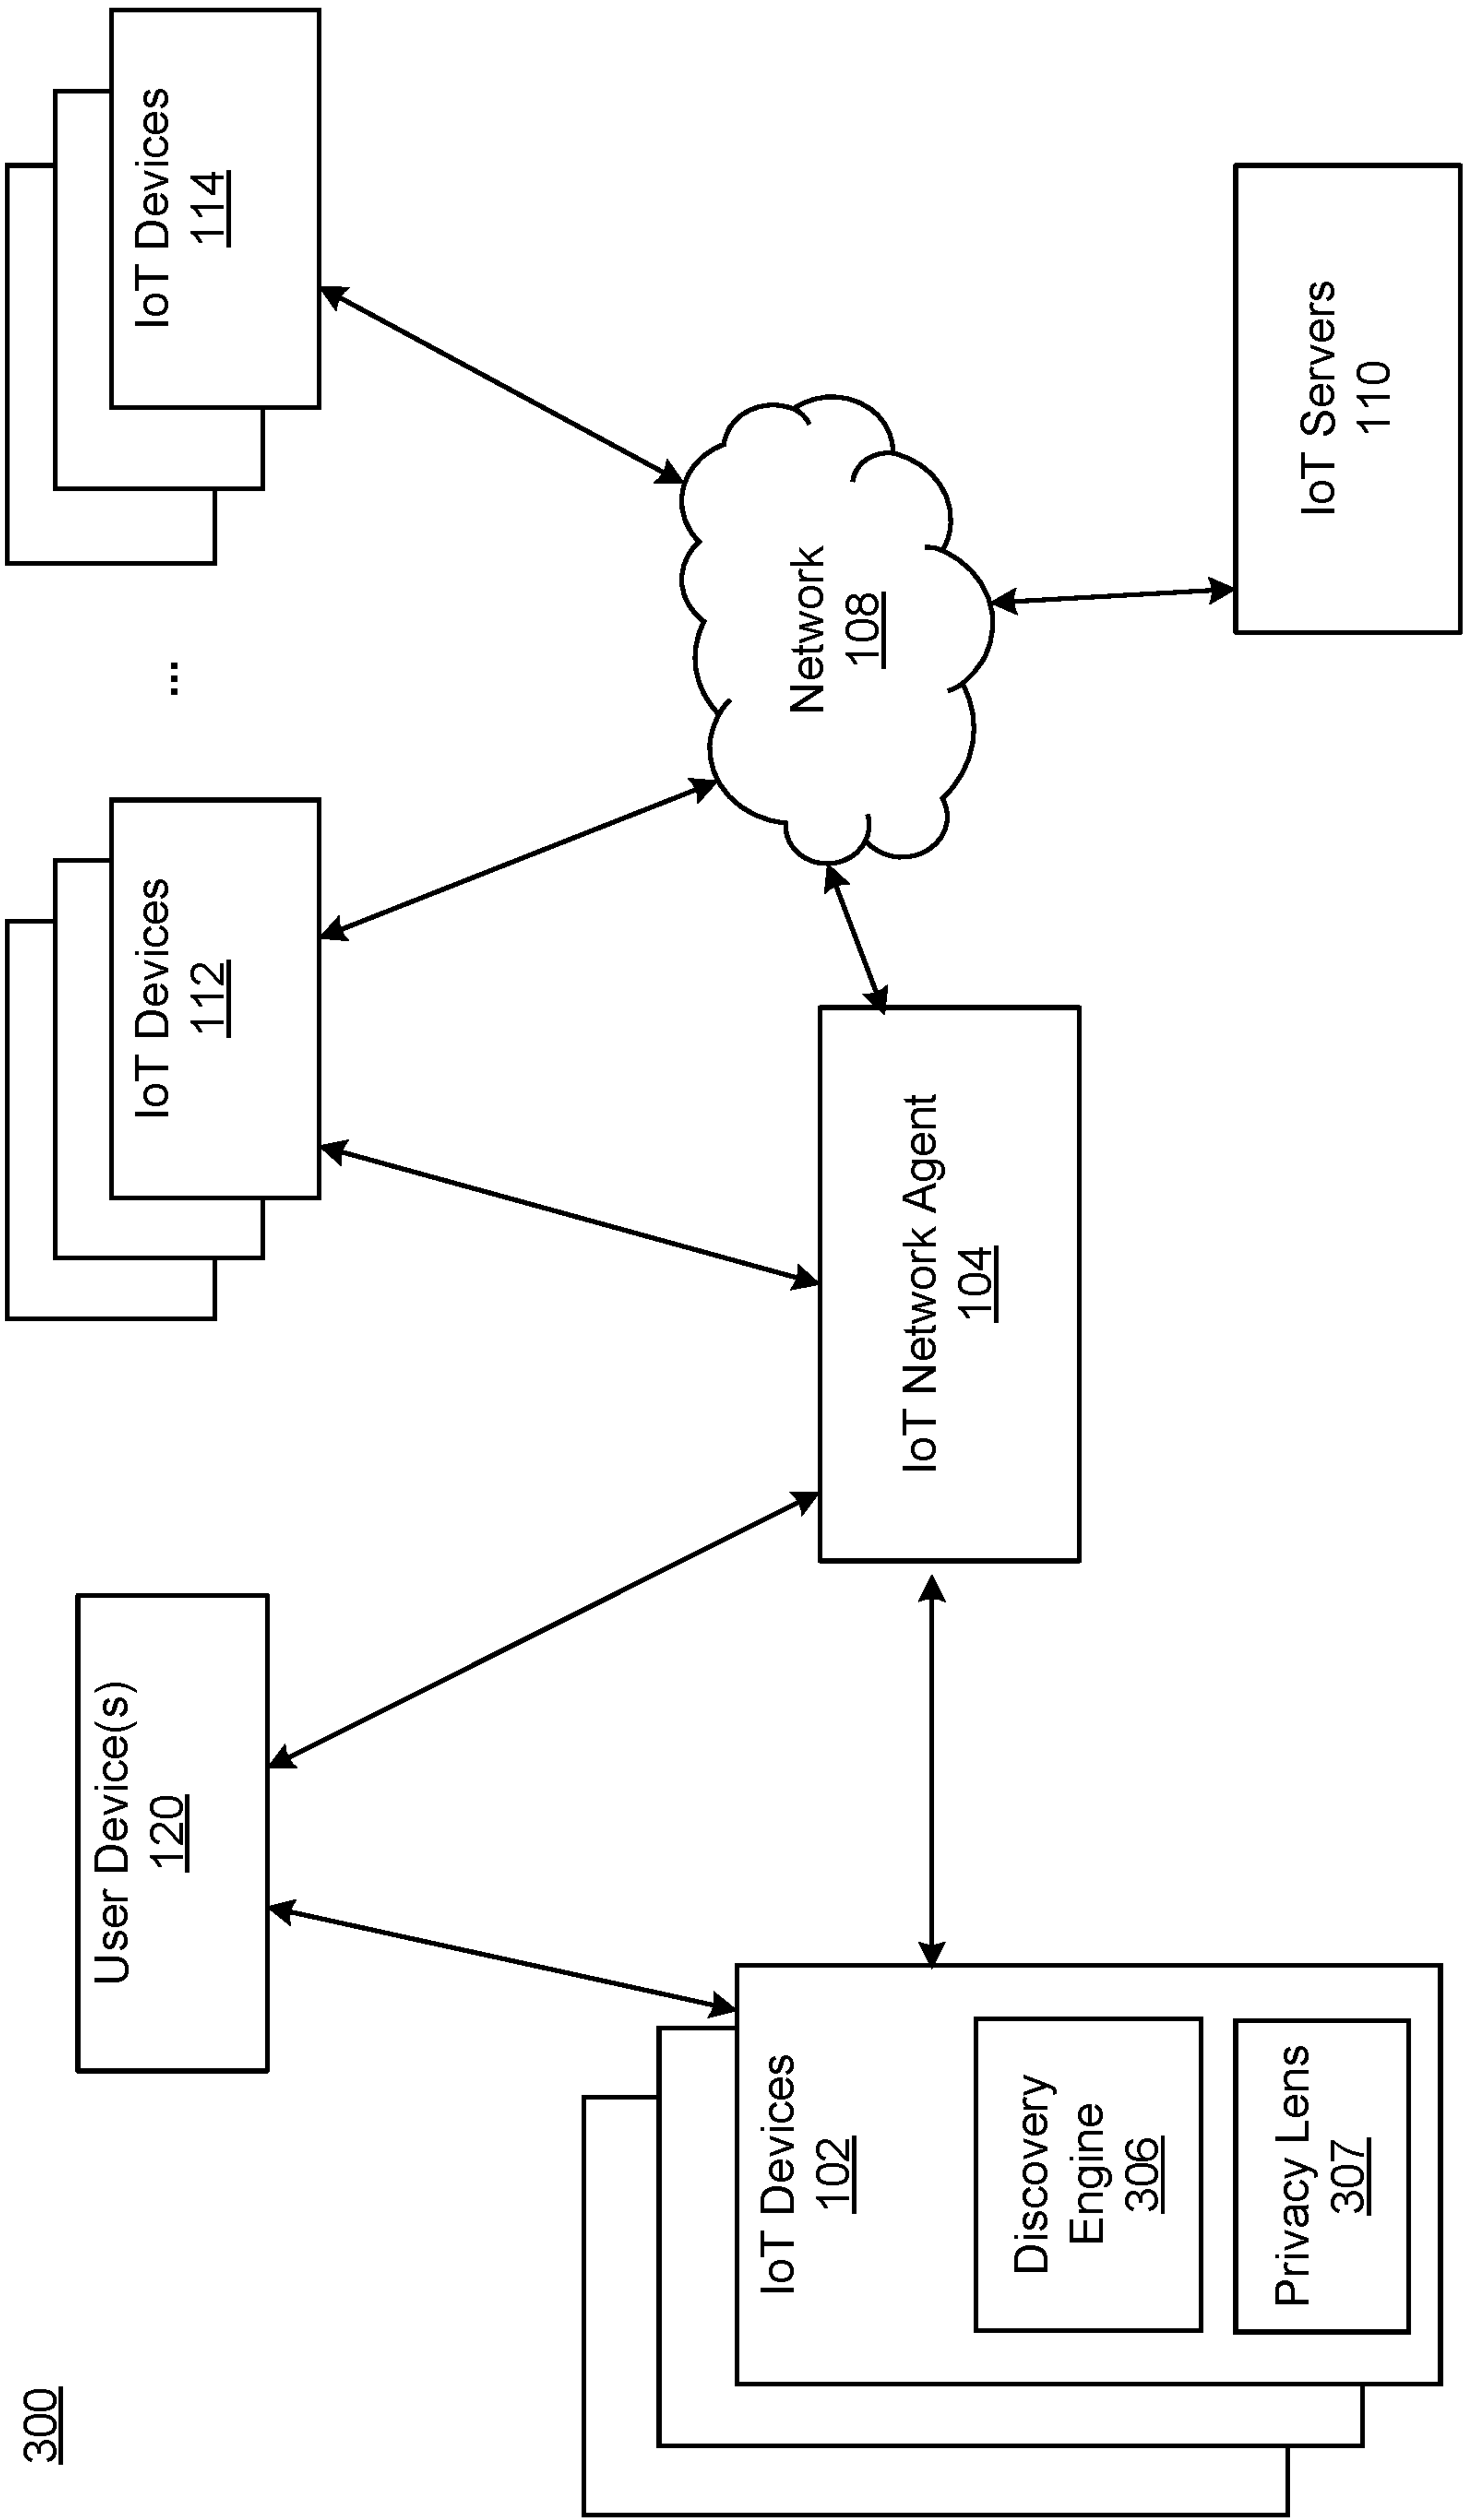 300
User Device(s)
120
IoT Devices
112
...
IoT Devices
114
IoT Devices
102
Discovery
Engine
306
Privacy Lens
307
IoT Network Agent
104
Network
108
IoT Servers
110